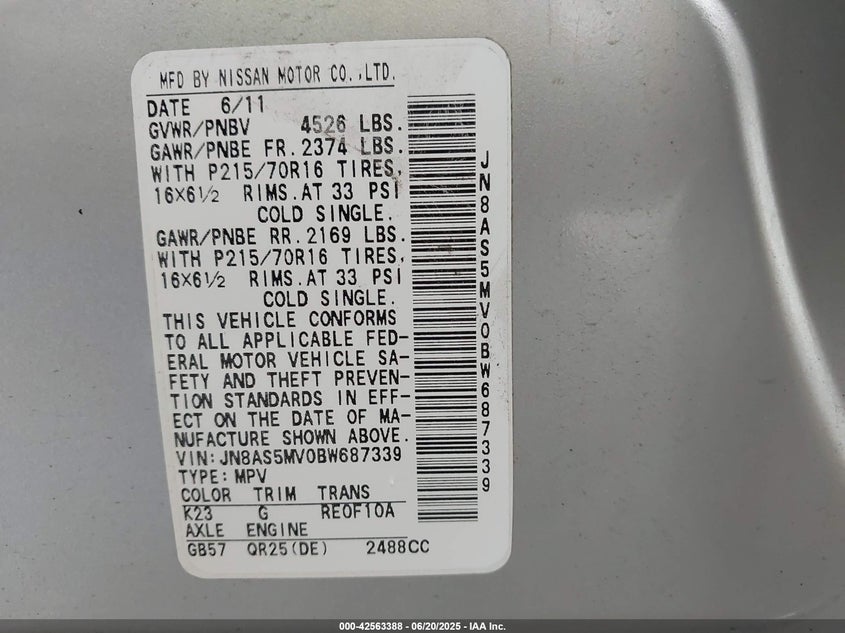 MFD BY NISSAN MOTOR CO.,LTD.
DATE 6/11
GVWR/PNBV 4526 LBS.
GAWR/PNBE FR. 2374 LBS.
WITH P215/70R16 TIRES,
16×6½ RIMS. AT 33 PSI
COLD SINGLE.
GAWR/PNBE RR. 2169 LBS.
WITH P215/70R16 TIRES,
16×6½ RIMS. AT 33 PSI
COLD SINGLE.
THIS VEHICLE CONFORMS
TO ALL APPLICABLE FED-
ERAL MOTOR VEHICLE SA-
FETY AND THEFT PREVEN-
TION STANDARDS IN EFF-
ECT ON THE DATE OF MA-
NUFACTURE SHOWN ABOVE.
VIN: JN8AS5MV0BW687339
TYPE: MPV
COLOR TRIM TRANS
K23 G RE0F10A
AXLE ENGINE
GB57 QR25(DE) 2488CC
JN8AS5MV0BW687339
000-42563388 - 06/20/2025 - IAA Inc.